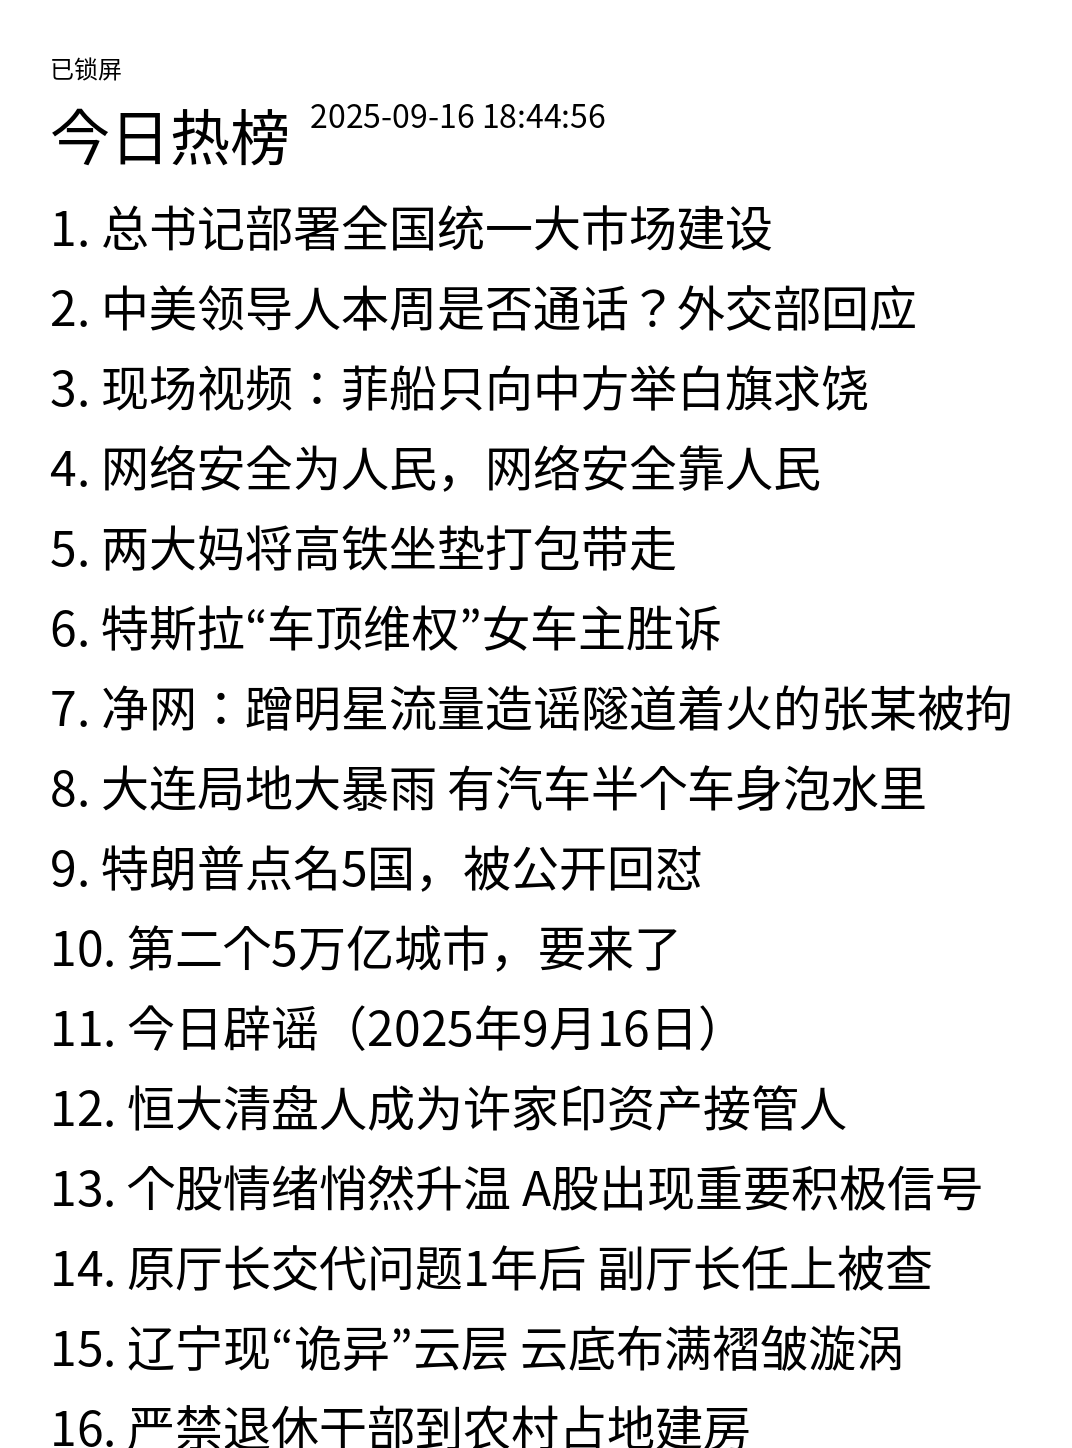 已锁屏
今日热榜 2025-09-16 18:44:56
1. 总书记部署全国统一大市场建设
2. 中美领导人本周是否通话？外交部回应
3. 现场视频：菲船只向中方举白旗求饶
4. 网络安全为人民，网络安全靠人民
5. 两大妈将高铁坐垫打包带走
6. 特斯拉“车顶维权”女车主胜诉
7. 净网：蹭明星流量造谣隧道着火的张某被拘
8. 大连局地大暴雨 有汽车半个车身泡水里
9. 特朗普点名5国，被公开回怼
10. 第二个5万亿城市，要来了
11. 今日辟谣（2025年9月16日）
12. 恒大清盘人成为许家印资产接管人
13. 个股情绪悄然升温 A股出现重要积极信号
14. 原厅长交代问题1年后 副厅长任上被查
15. 辽宁现“诡异”云层 云底布满褶皱漩涡
16. 严禁退休干部到农村占地建房